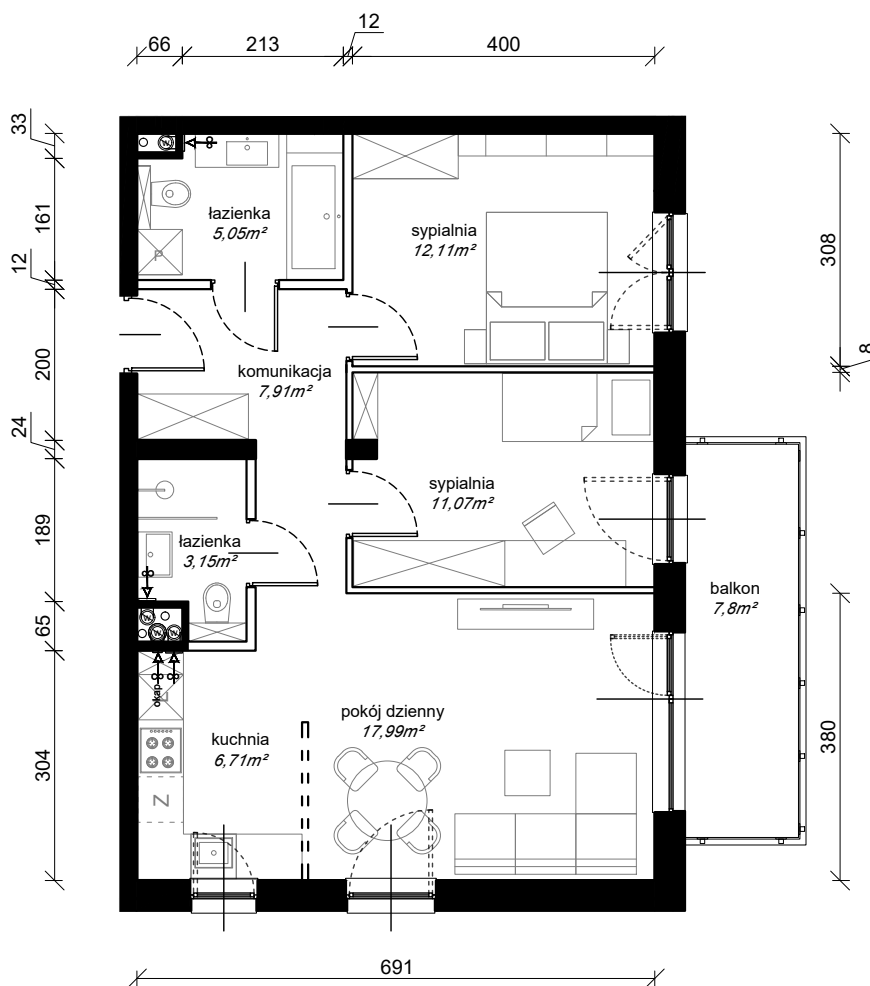 12
66
213
400
33
161
12
200
24
189
65
304
308
8
380
łazienka
5,05m²
sypialnia
12,11m²
komunikacja
7,91m²
sypialnia
11,07m²
łazienka
3,15m²
balkon
7,8m²
okap
kuchnia
6,71m²
pokój dzienny
17,99m²
L
Z
691